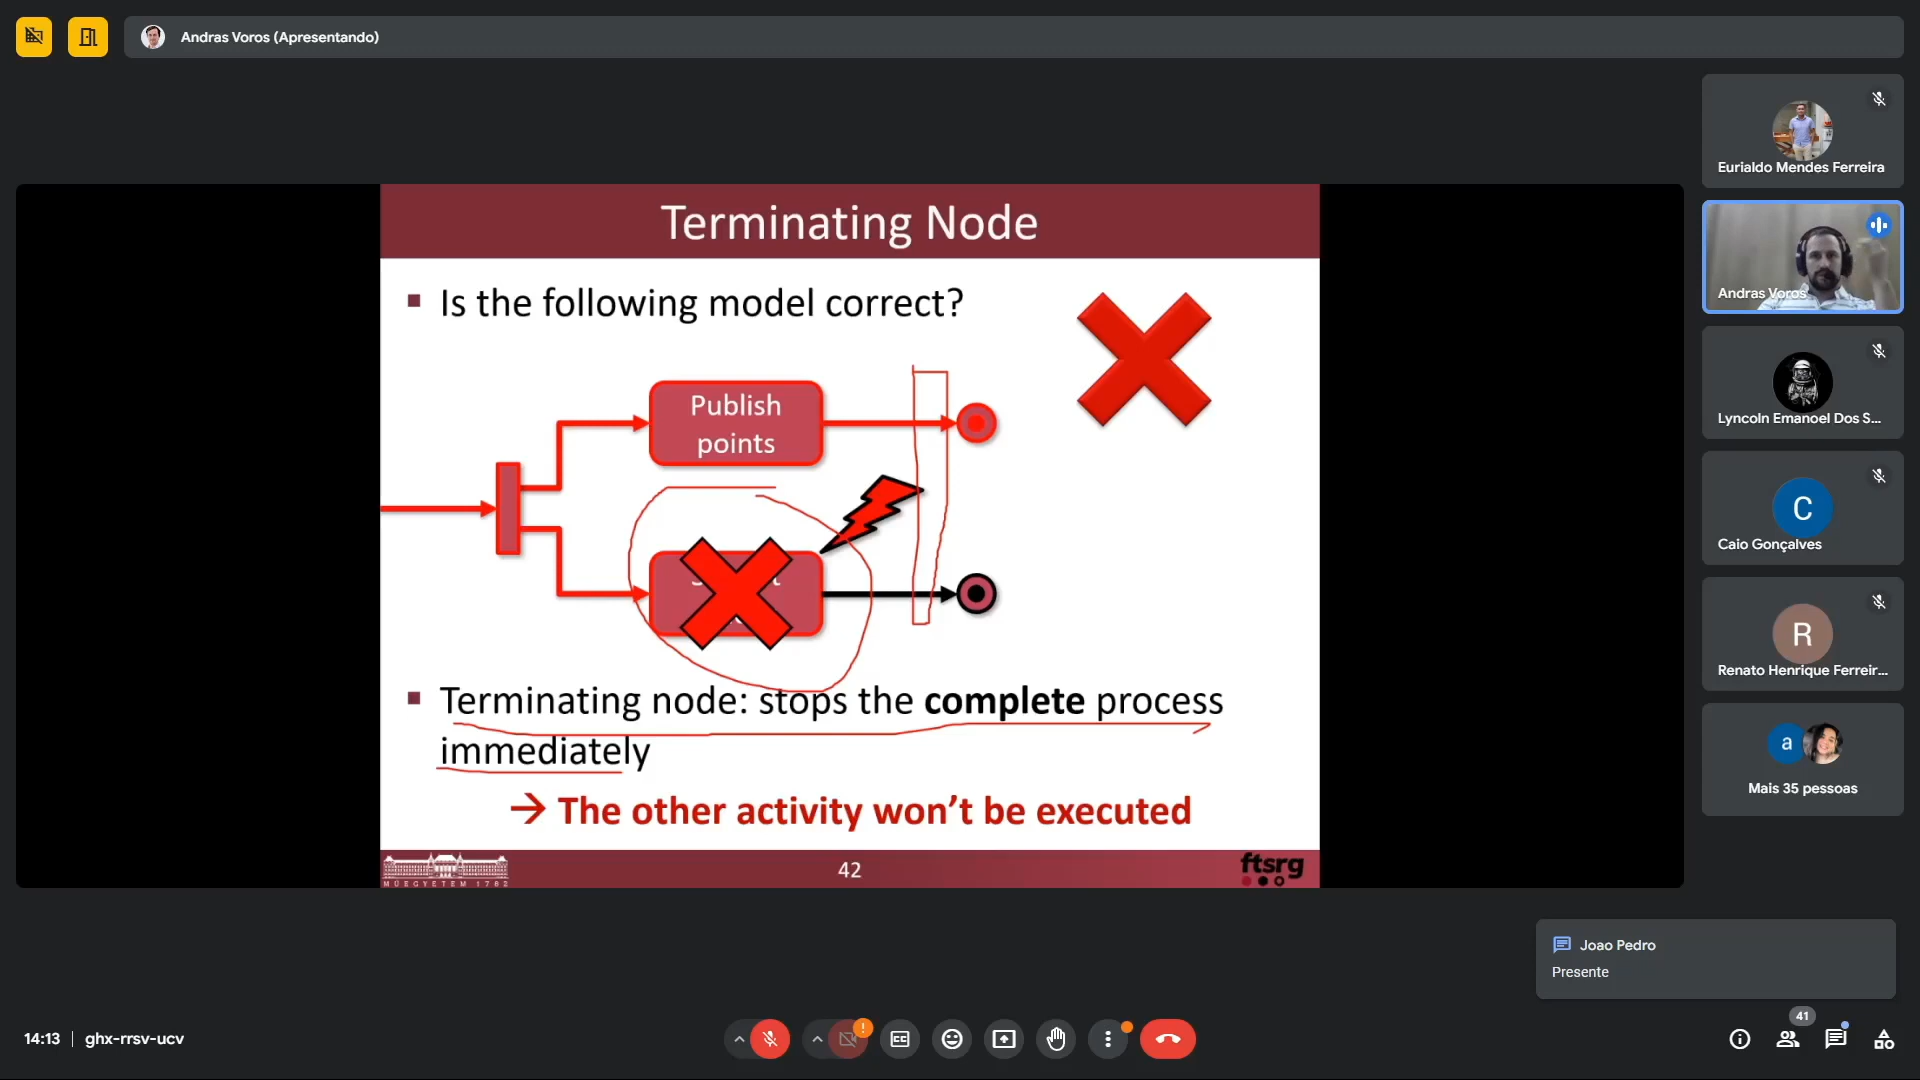 Andras Voros (Apresentando)
Eurialdo Mendes Ferreira
Andras Voros
Lyncoln Emanoel Dos S...
C
Caio Gonçalves
R
Renato Henrique Ferreir...
a
Mais 35 pessoas
Terminating Node
Is the following model correct?
Publish
points
Terminating node: stops the complete process
immediately
→ The other activity won’t be executed
MŰEGYETEM 1782
42
ftsrg
Joao Pedro
Presente
14:13 | ghx-rrsv-ucv
41